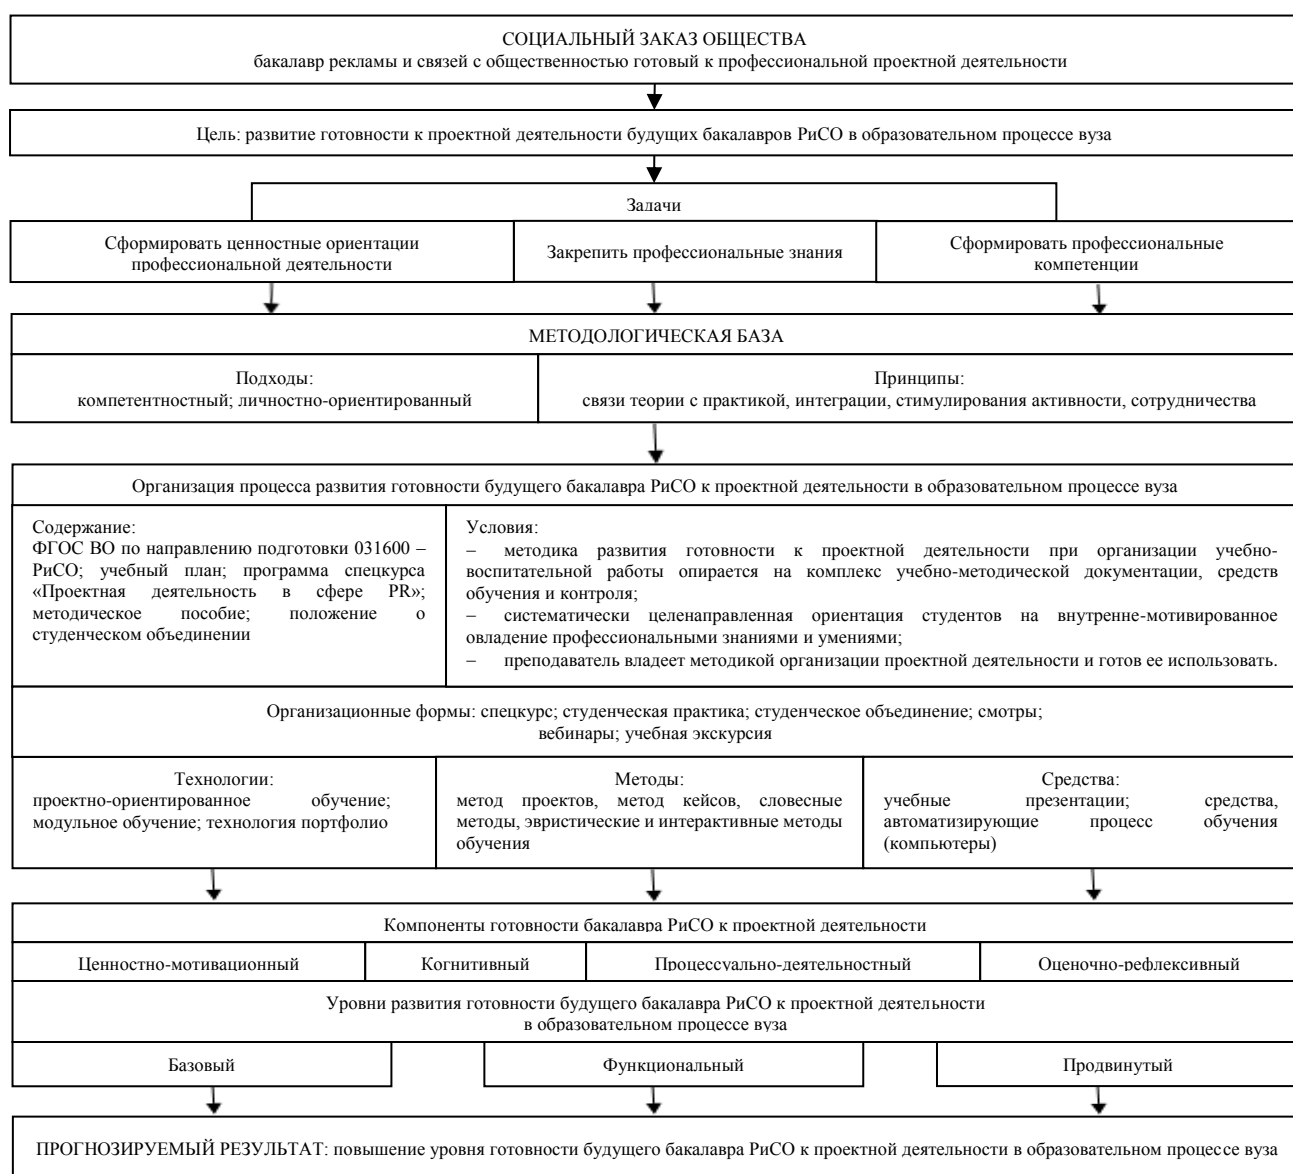 СОЦИАЛЬНЫЙ ЗАКАЗ ОБЩЕСТВА
бакалавр рекламы и связей с общественностью готовый к профессиональной проектной деятельности
Цель: развитие готовности к проектной деятельности будущих бакалавров РиСО в образовательном процессе вуза
Задачи
Сформировать ценностные ориентации
профессиональной деятельности
Закрепить профессиональные знания
Сформировать профессиональные
компетенции
МЕТОДОЛОГИЧЕСКАЯ БАЗА
Подходы:
компетентностный; личностно-ориентированный
Принципы:
связи теории с практикой, интеграции, стимулирования активности, сотрудничества
Организация процесса развития готовности будущего бакалавра РиСО к проектной деятельности в образовательном процессе вуза
Содержание:
ФГОС ВО по направлению подготовки 031600 –
РиСО; учебный план; программа спецкурса
«Проектная деятельность в сфере PR»;
методическое пособие; положение о
студенческом объединении
Условия:
– методика развития готовности к проектной деятельности при организации учебно-
воспитательной работы опирается на комплекс учебно-методической документации, средств
обучения и контроля;
– систематически целенаправленная ориентация студентов на внутренне-мотивированное
овладение профессиональными знаниями и умениями;
– преподаватель владеет методикой организации проектной деятельности и готов ее использовать.
Организационные формы: спецкурс; студенческая практика; студенческое объединение; смотры;
вебинары; учебная экскурсия
Технологии:
проектно-ориентированное обучение;
модульное обучение; технология портфолио
Методы:
метод проектов, метод кейсов, словесные
методы, эвристические и интерактивные методы
обучения
Средства:
учебные презентации; средства,
автоматизирующие процесс обучения
(компьютеры)
Компоненты готовности бакалавра РиСО к проектной деятельности
Ценностно-мотивационный
Когнитивный
Процессуально-деятельностный
Оценочно-рефлексивный
Уровни развития готовности будущего бакалавра РиСО к проектной деятельности
в образовательном процессе вуза
Базовый
Функциональный
Продвинутый
ПРОГНОЗИРУЕМЫЙ РЕЗУЛЬТАТ: повышение уровня готовности будущего бакалавра РиСО к проектной деятельности в образовательном процессе вуза